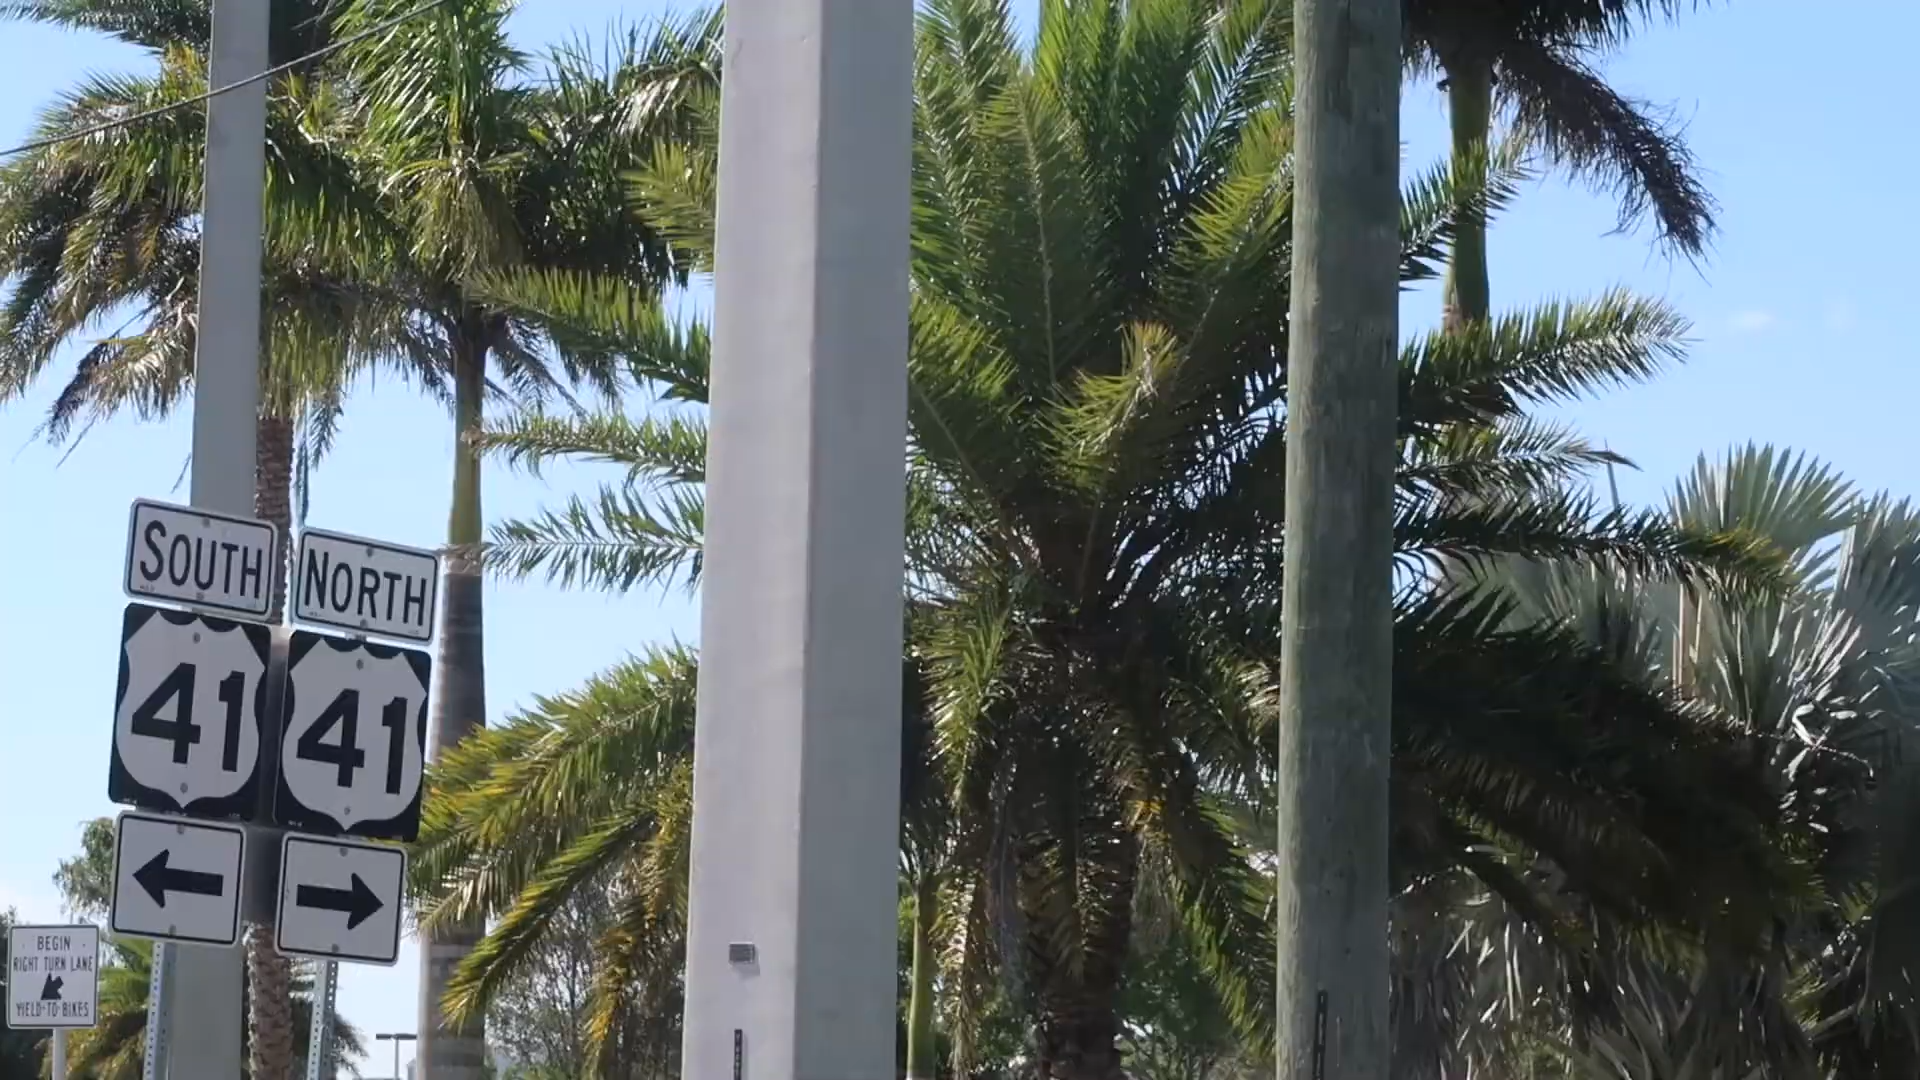 SOUTH
41
NORTH
41
BEGIN
RIGHT TURN LANE
YIELD TO BIKES